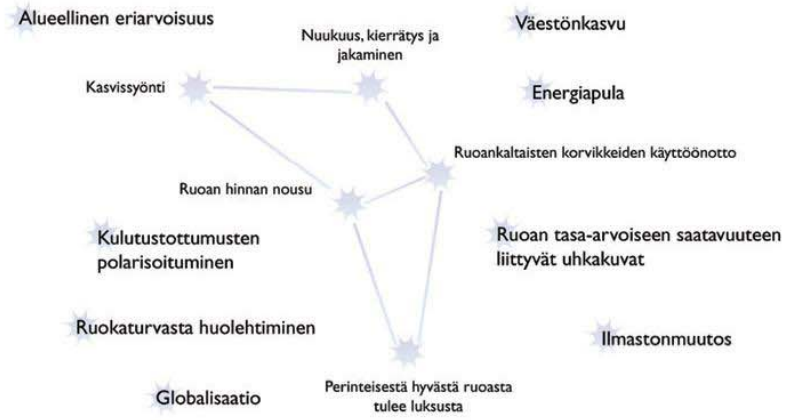 Alueellinen eriarvoisuus
Nuukuus, kierrätys ja
jakaminen
Väestönkasvu
Kasvissyönti
Energiapula
Ruoankaltaisten korvikkeiden käyttöönotto
Ruoan hinnan nousu
Kulutustottumusten
polarisoituminen
Ruoan tasa-arvoiseen saatavuuteen
liittyvät uhkakuvat
Ruokaturvasta huolehtiminen
Ilmastonmuutos
Globalisaatio
Perinteisestä hyvästä ruoasta
tulee luksusta